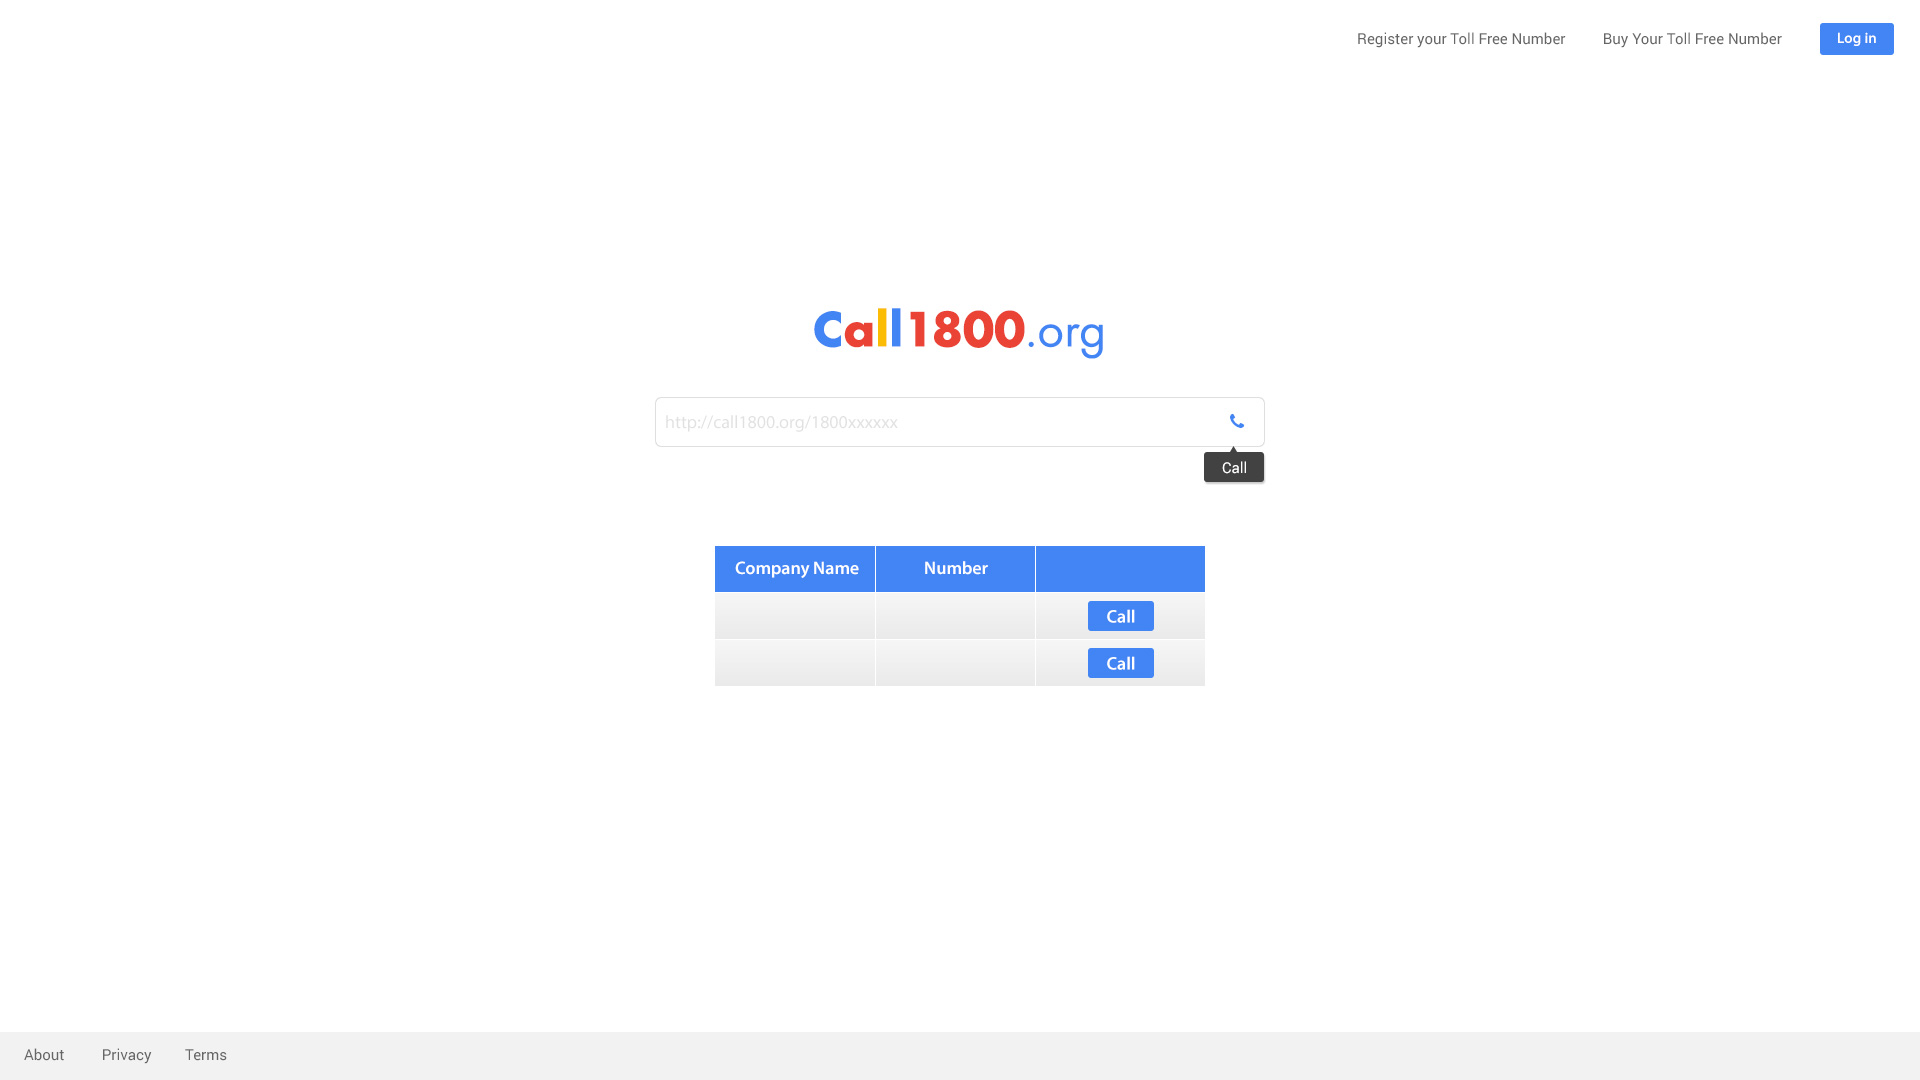 Register your Toll Free Number Buy Your Toll Free Number Log in
Call1800.org
http://call1800.org/1800xxxxxx
Call
Company Name Number
Call
Call
About Privacy Terms